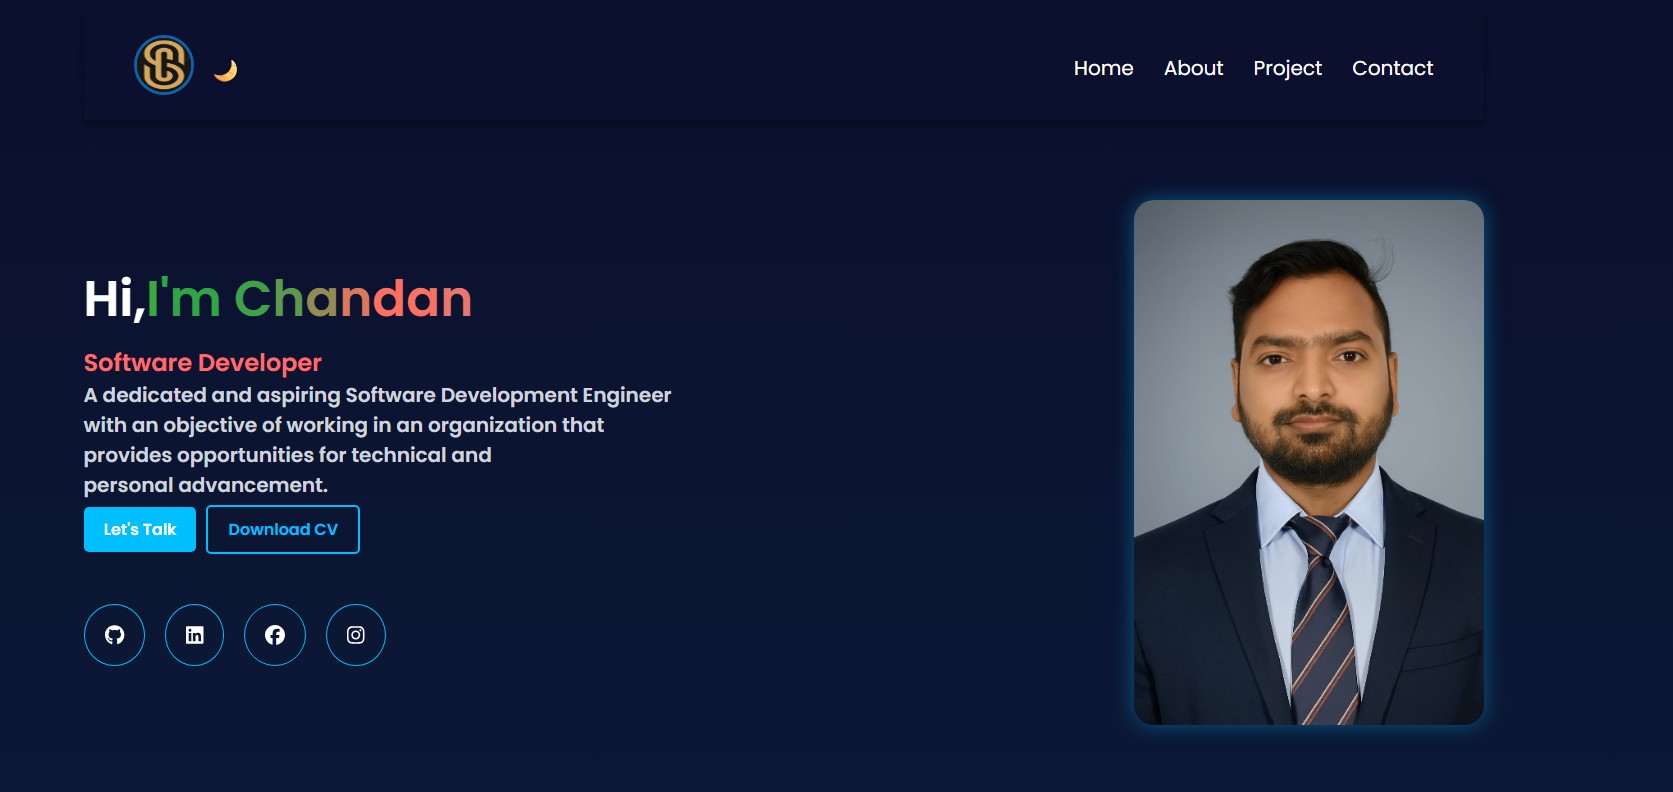 Home About Project Contact
Hi,I'm Chandan
Software Developer
A dedicated and aspiring Software Development Engineer
with an objective of working in an organization that
provides opportunities for technical and
personal advancement.
Let's Talk Download CV